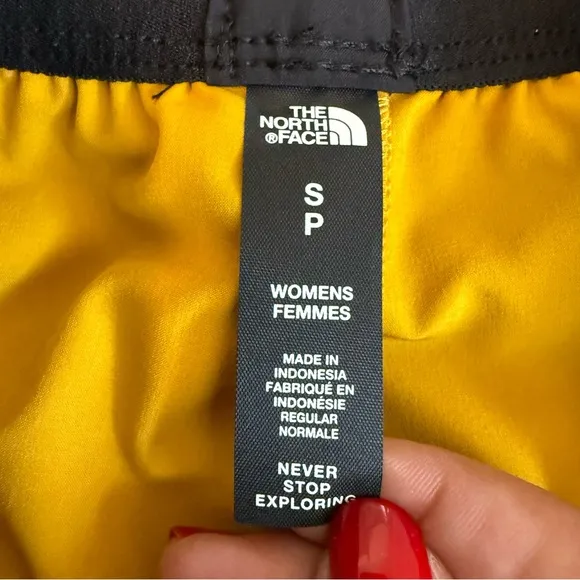 THE
NORTH
®FACE
S
P
WOMENS
FEMMES
MADE IN
INDONESIA
FABRIQUÉ EN
INDONÉSIE
REGULAR
NORMALE
NEVER
STOP
EXPLORING